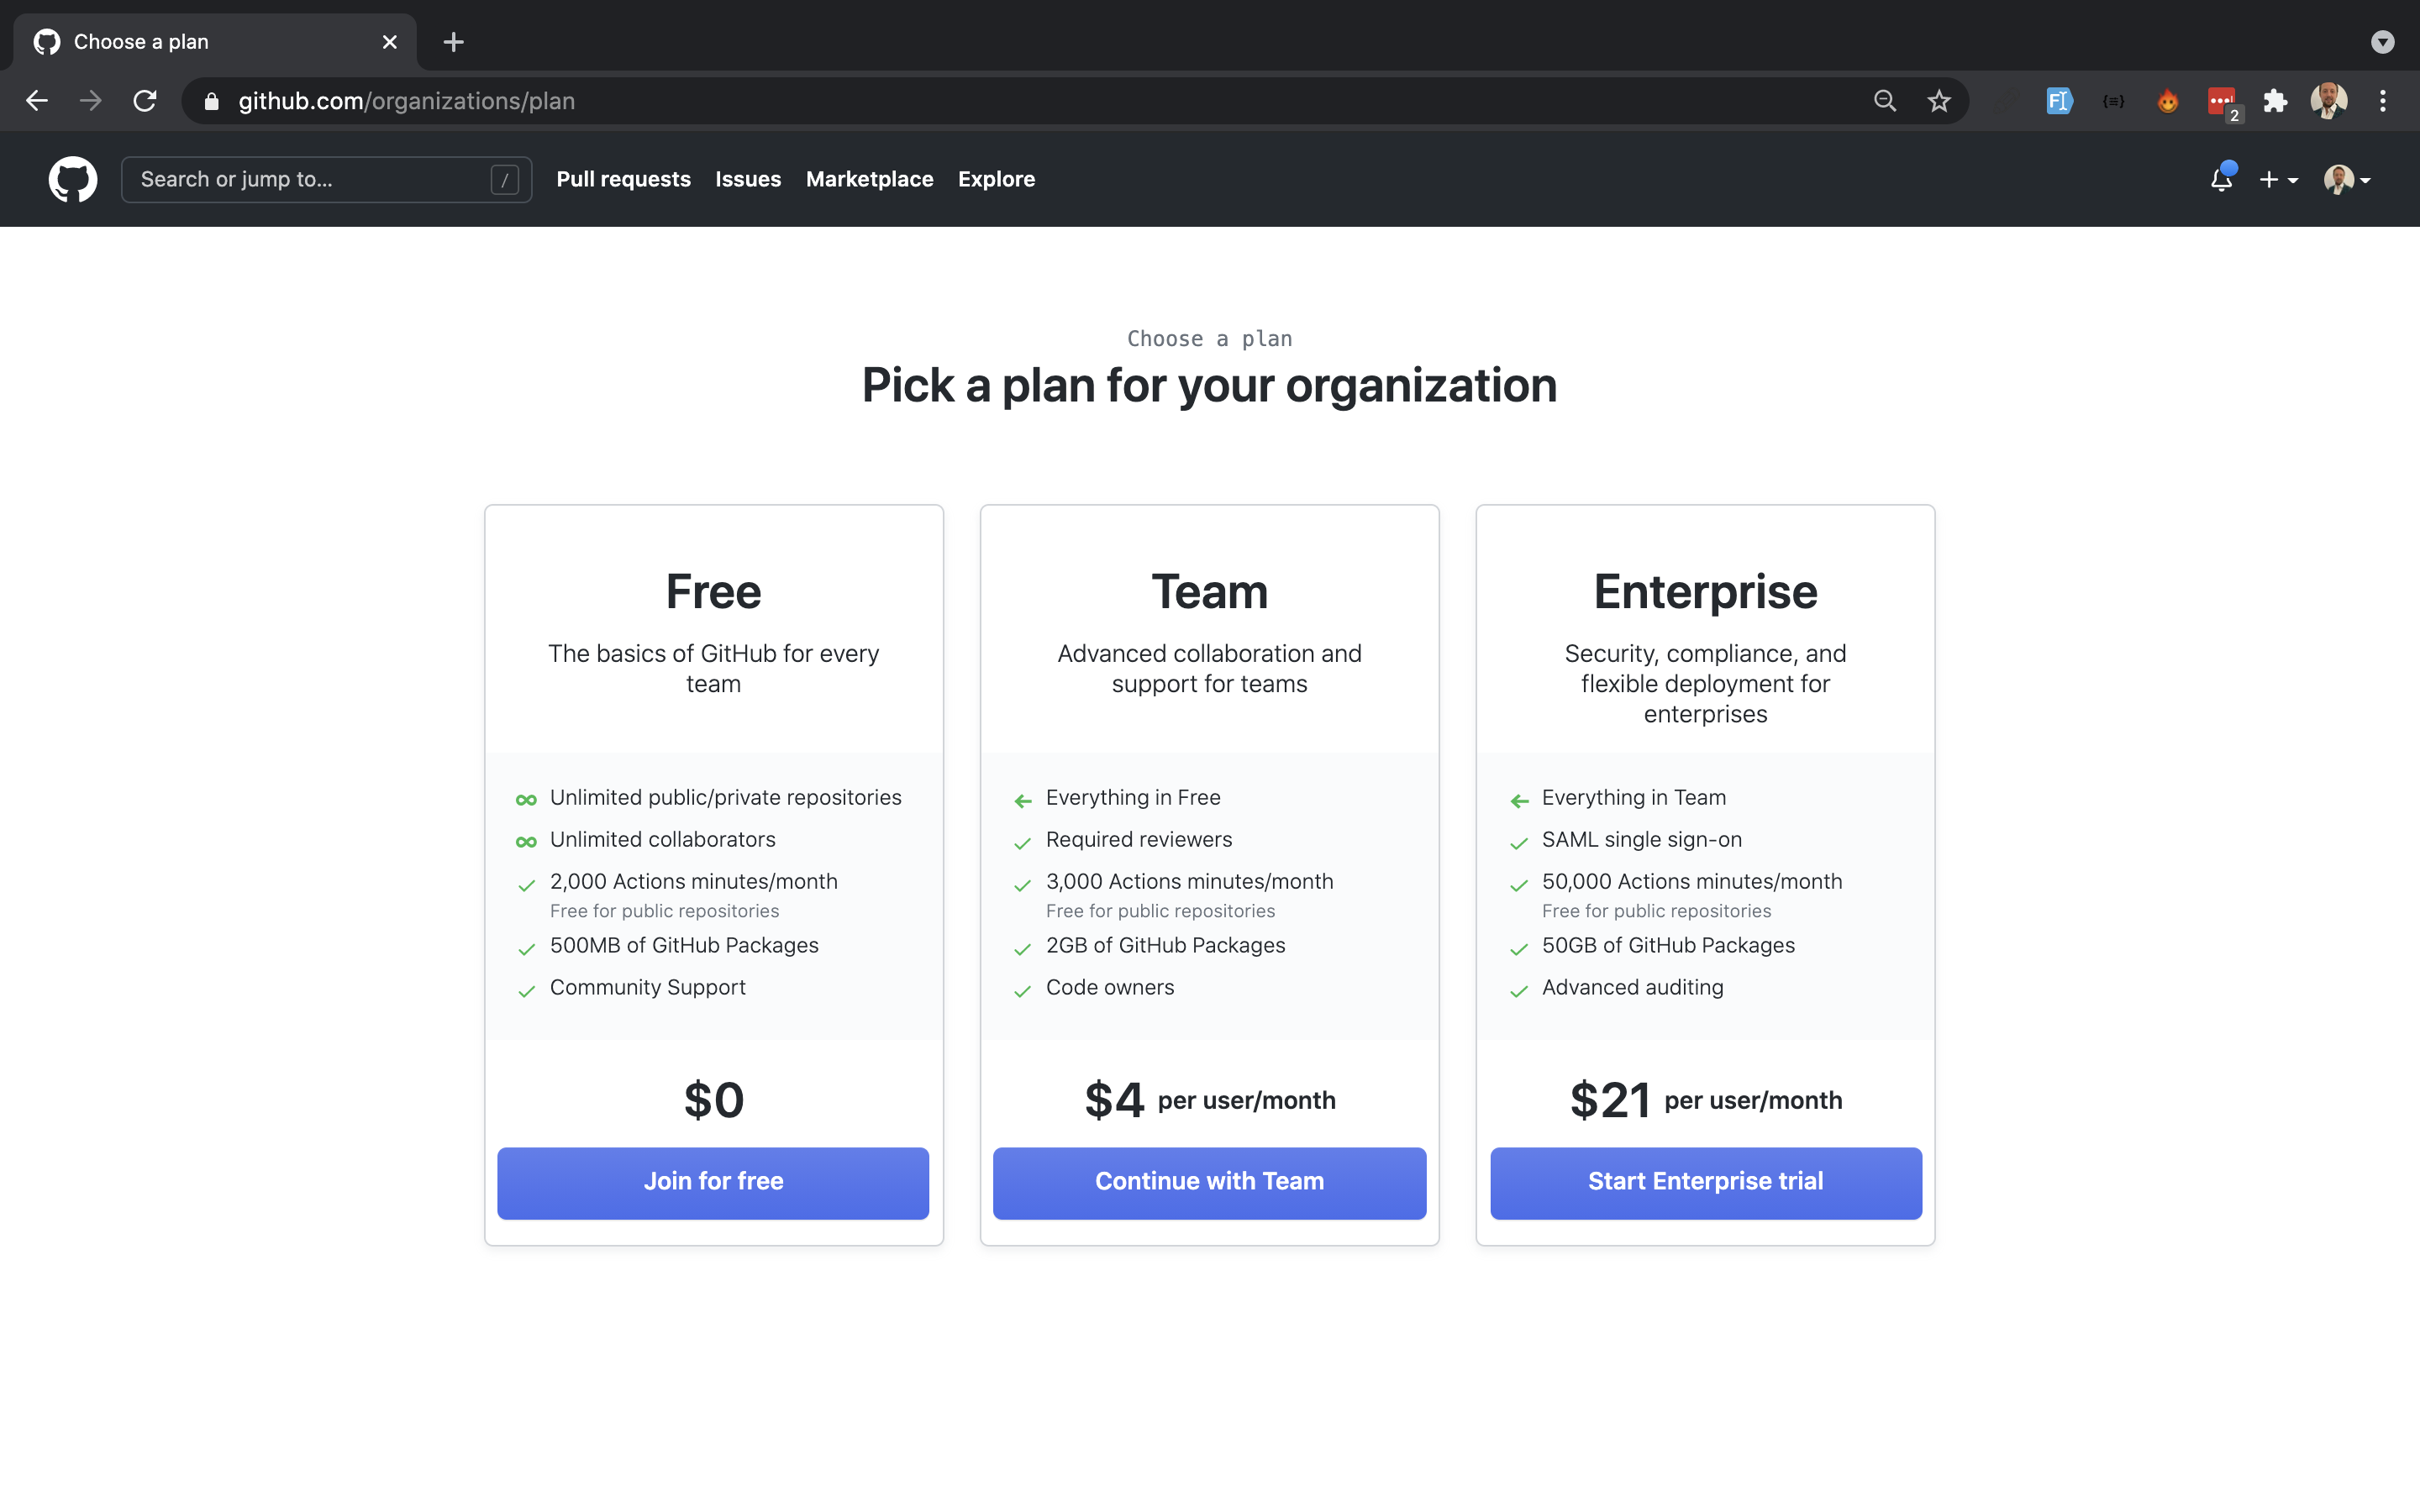 Choose a plan
github.com/organizations/plan
2
Search or jump to... /
Pull requests Issues Marketplace Explore
Choose a plan
Pick a plan for your organization
Free
The basics of GitHub for every
team
Unlimited public/private repositories
Unlimited collaborators
2,000 Actions minutes/month
Free for public repositories
500MB of GitHub Packages
Community Support
$0
Join for free
Team
Advanced collaboration and
support for teams
Everything in Free
Required reviewers
3,000 Actions minutes/month
Free for public repositories
2GB of GitHub Packages
Code owners
$4 per user/month
Continue with Team
Enterprise
Security, compliance, and
flexible deployment for
enterprises
Everything in Team
SAML single sign-on
50,000 Actions minutes/month
Free for public repositories
50GB of GitHub Packages
Advanced auditing
$21 per user/month
Start Enterprise trial